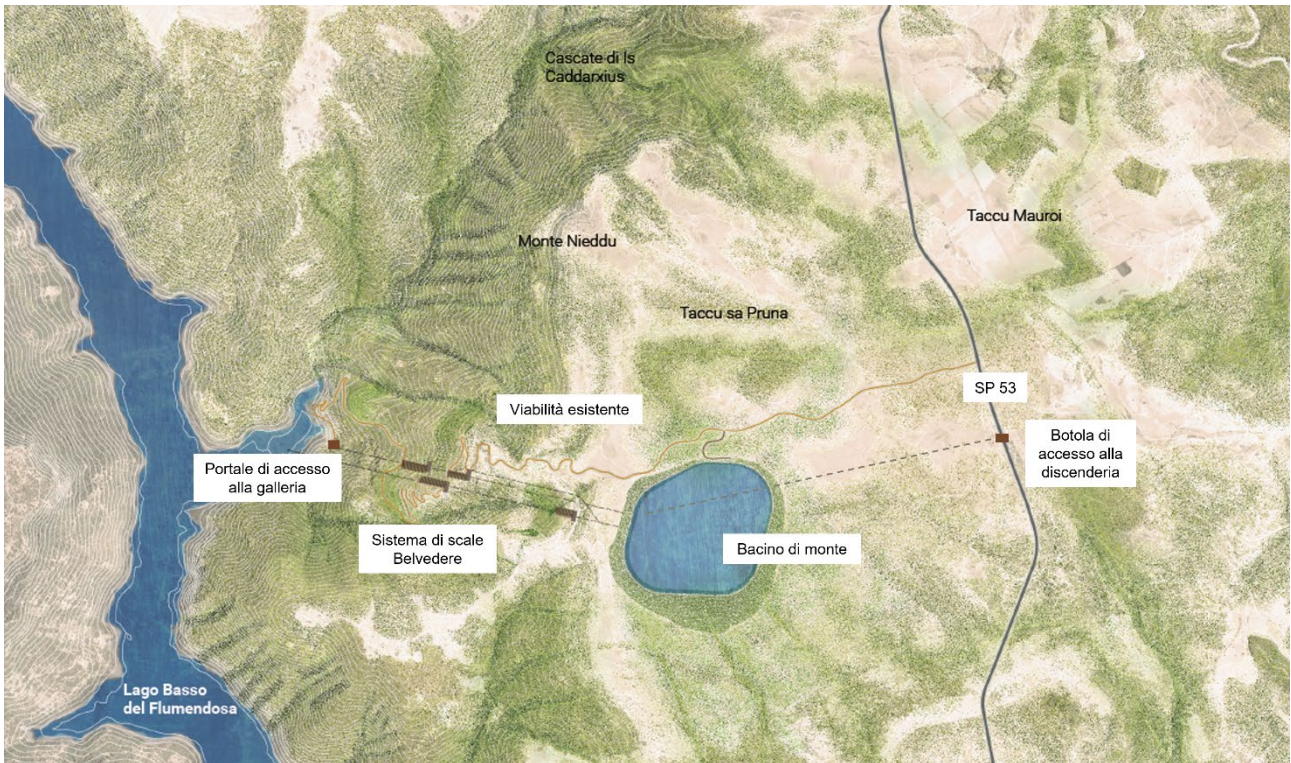 Cascate di Is
Caddarxius
Taccu Mauroi
Monte Nieddu
Taccu sa Pruna
SP 53
Viabilità esistente
Botola di
accesso alla
discenderia
Portale di accesso
alla galleria
Sistema di scale
Belvedere
Bacino di monte
Lago Basso
del Flumendosa